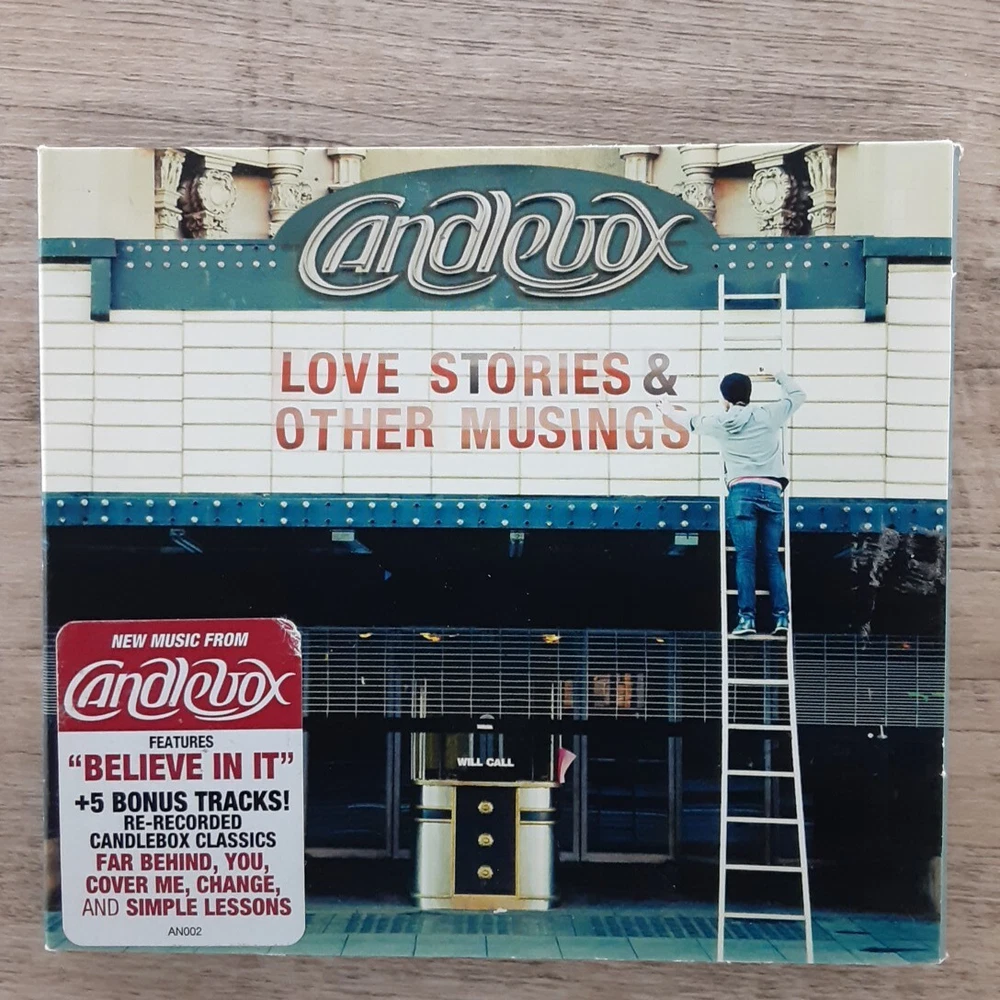 Candlebox
LOVE STORIES &
OTHER MUSINGS
WILL CALL
NEW MUSIC FROM
Candlebox
FEATURES
“BELIEVE IN IT”
+5 BONUS TRACKS!
RE-RECORDED
CANDLEBOX CLASSICS
FAR BEHIND, YOU,
COVER ME, CHANGE,
AND SIMPLE LESSONS
AN002